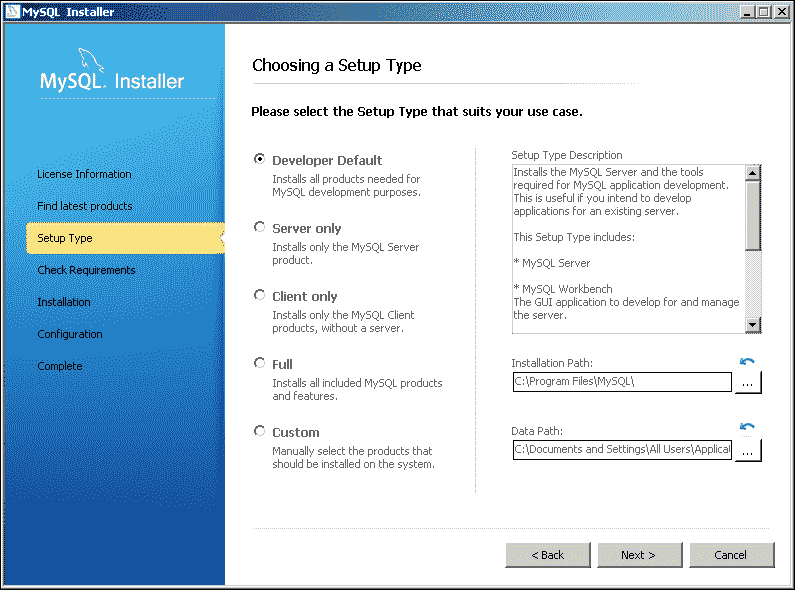 MySQL Installer
MySQL. Installer
License Information
Find latest products
Setup Type
Check Requirements
Installation
Configuration
Complete
Choosing a Setup Type
Please select the Setup Type that suits your use case.
Developer Default
Installs all products needed for
MySQL development purposes.
Server only
Installs only the MySQL Server
product.
Client only
Installs only the MySQL Client
products, without a server.
Full
Installs all included MySQL products
and features.
Custom
Manually select the products that
should be installed on the system.
Setup Type Description
Installs the MySQL Server and the tools
required for MySQL application development.
This is useful if you intend to develop
applications for an existing server.
This Setup Type includes:
* MySQL Server
* MySQL Workbench
The GUI application to develop for and manage
the server.
Installation Path:
C:\Program Files\MySQL\
...
Data Path:
C:\Documents and Settings\All Users\Applicat
...
< Back
Next >
Cancel